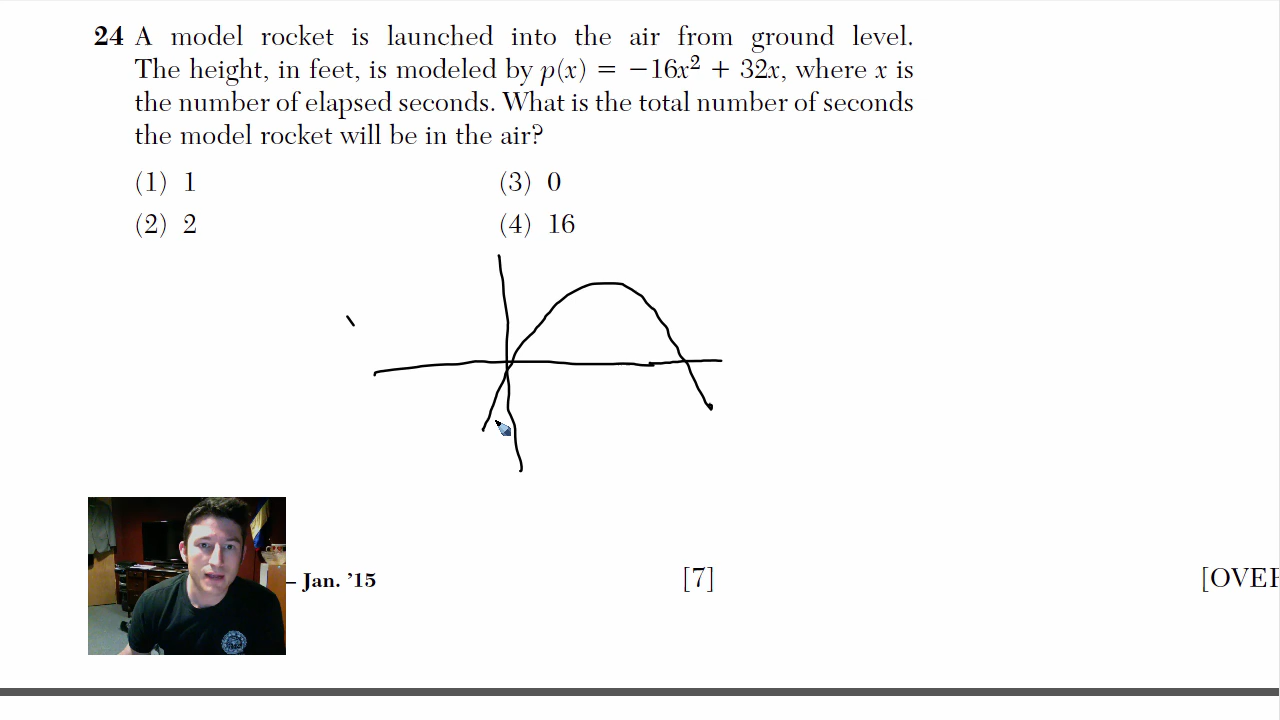 24 A model rocket is launched into the air from ground level.
The height, in feet, is modeled by p(x) = −16x² + 32x, where x is
the number of elapsed seconds. What is the total number of seconds
the model rocket will be in the air?
(1) 1 (3) 0
(2) 2 (4) 16
– Jan. ’15 [7] [OVER